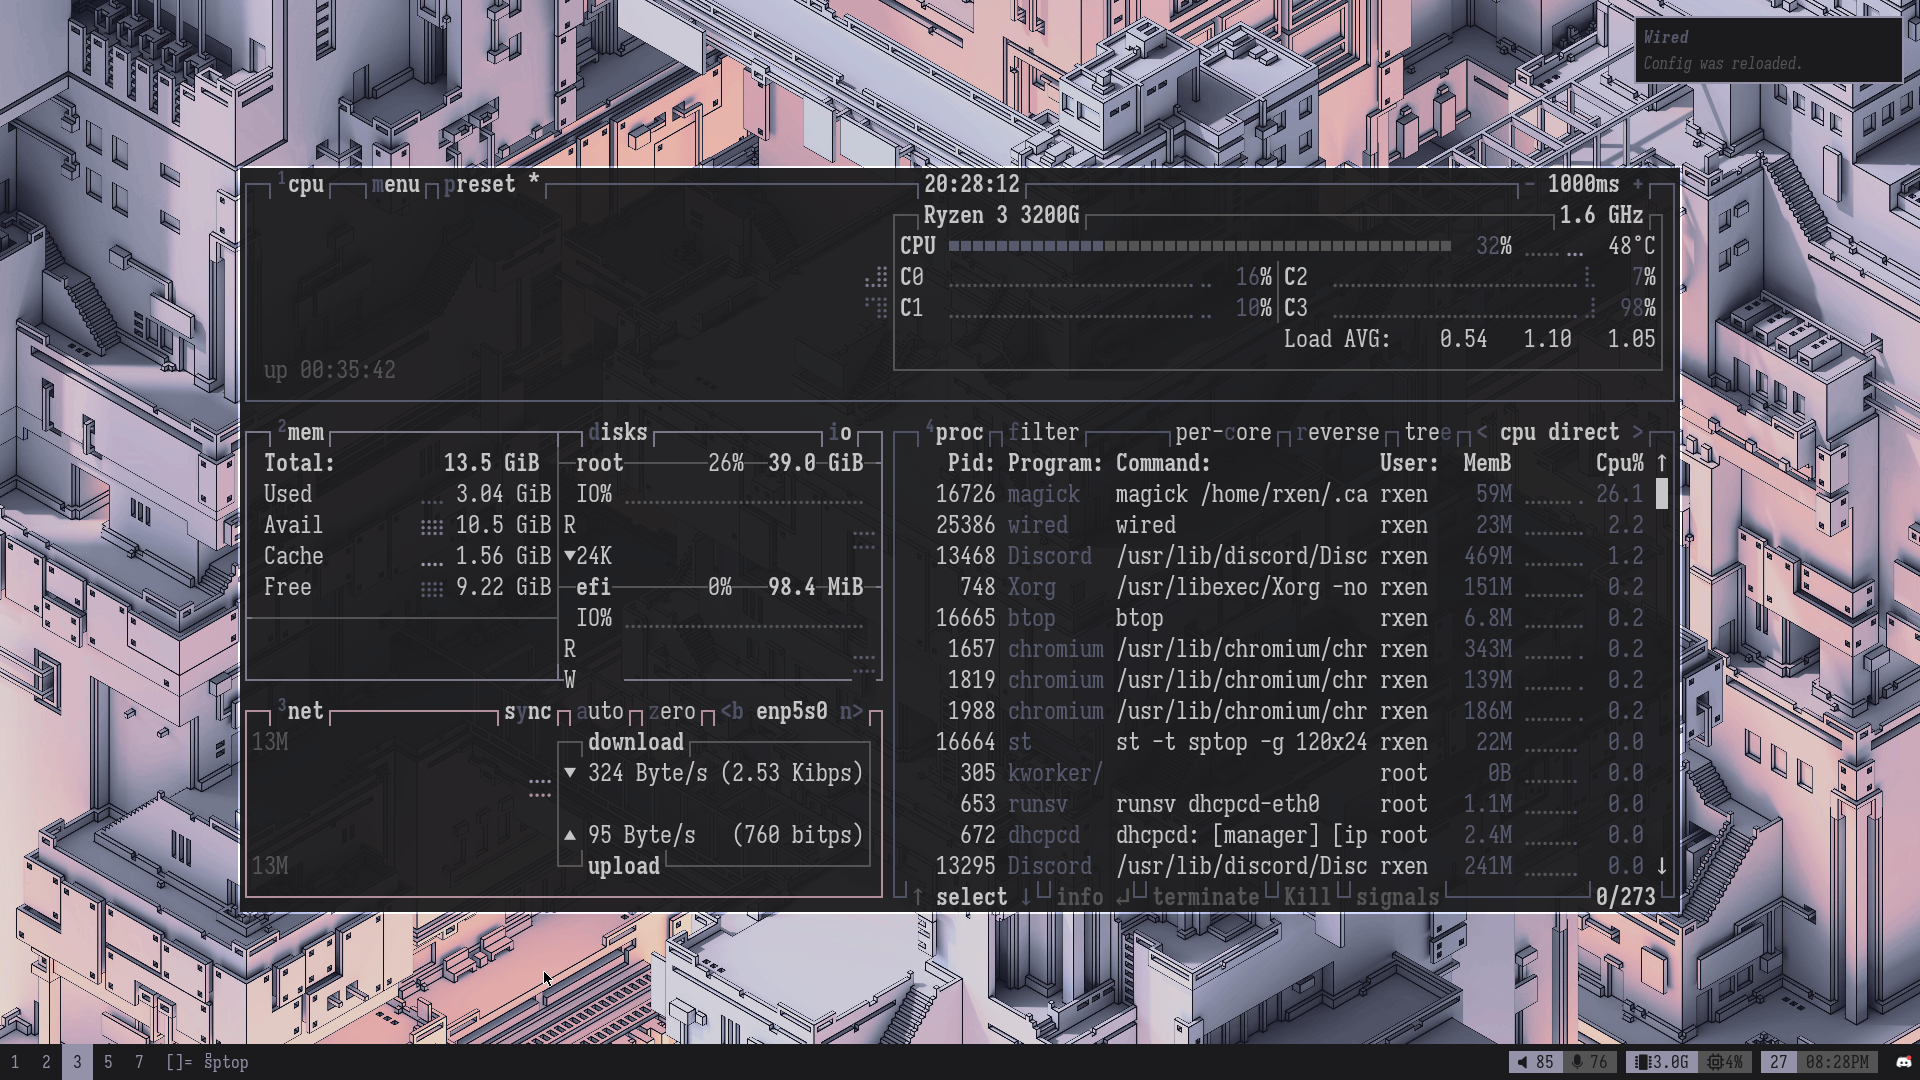 Wired
Config was reloaded.
1cpu menu preset * 20:28:12 - 1000ms +
Ryzen 3 3200G 1.6 GHz
CPU 32% 48°C
C0 16% C2 7%
C1 10% C3 98%
Load AVG: 0.54 1.10 1.05
up 00:35:42
2mem disks io
Total: 13.5 GiB root 26% 39.0 GiB
Used 3.04 GiB IO%
Avail 10.5 GiB R
Cache 1.56 GiB ▼24K
Free 9.22 GiB efi 0% 98.4 MiB
IO%
R
W
3net sync auto zero <b enp5s0 n>
13M download
▼ 324 Byte/s (2.53 Kibps)
▲ 95 Byte/s (760 bitps)
13M upload
4proc filter per-core reverse tree < cpu direct >
Pid: Program: Command: User: MemB Cpu% ↑
16726 magick magick /home/rxen/.ca rxen 59M 26.1
25386 wired wired rxen 23M 2.2
13468 Discord /usr/lib/discord/Disc rxen 469M 1.2
748 Xorg /usr/libexec/Xorg -no rxen 151M 0.2
16665 btop btop rxen 6.8M 0.2
1657 chromium /usr/lib/chromium/chr rxen 343M 0.2
1819 chromium /usr/lib/chromium/chr rxen 139M 0.2
1988 chromium /usr/lib/chromium/chr rxen 186M 0.2
16664 st st -t sptop -g 120x24 rxen 22M 0.0
305 kworker/ root 0B 0.0
653 runsv runsv dhcpcd-eth0 root 1.1M 0.0
672 dhcpcd dhcpcd: [manager] [ip root 2.4M 0.0
13295 Discord /usr/lib/discord/Disc rxen 241M 0.0 ↓
↑ select ↓ info ↵ terminate Kill signals 0/273
1 2 3 5 7 []= sptop 85 76 3.0G 4% 27 08:28PM